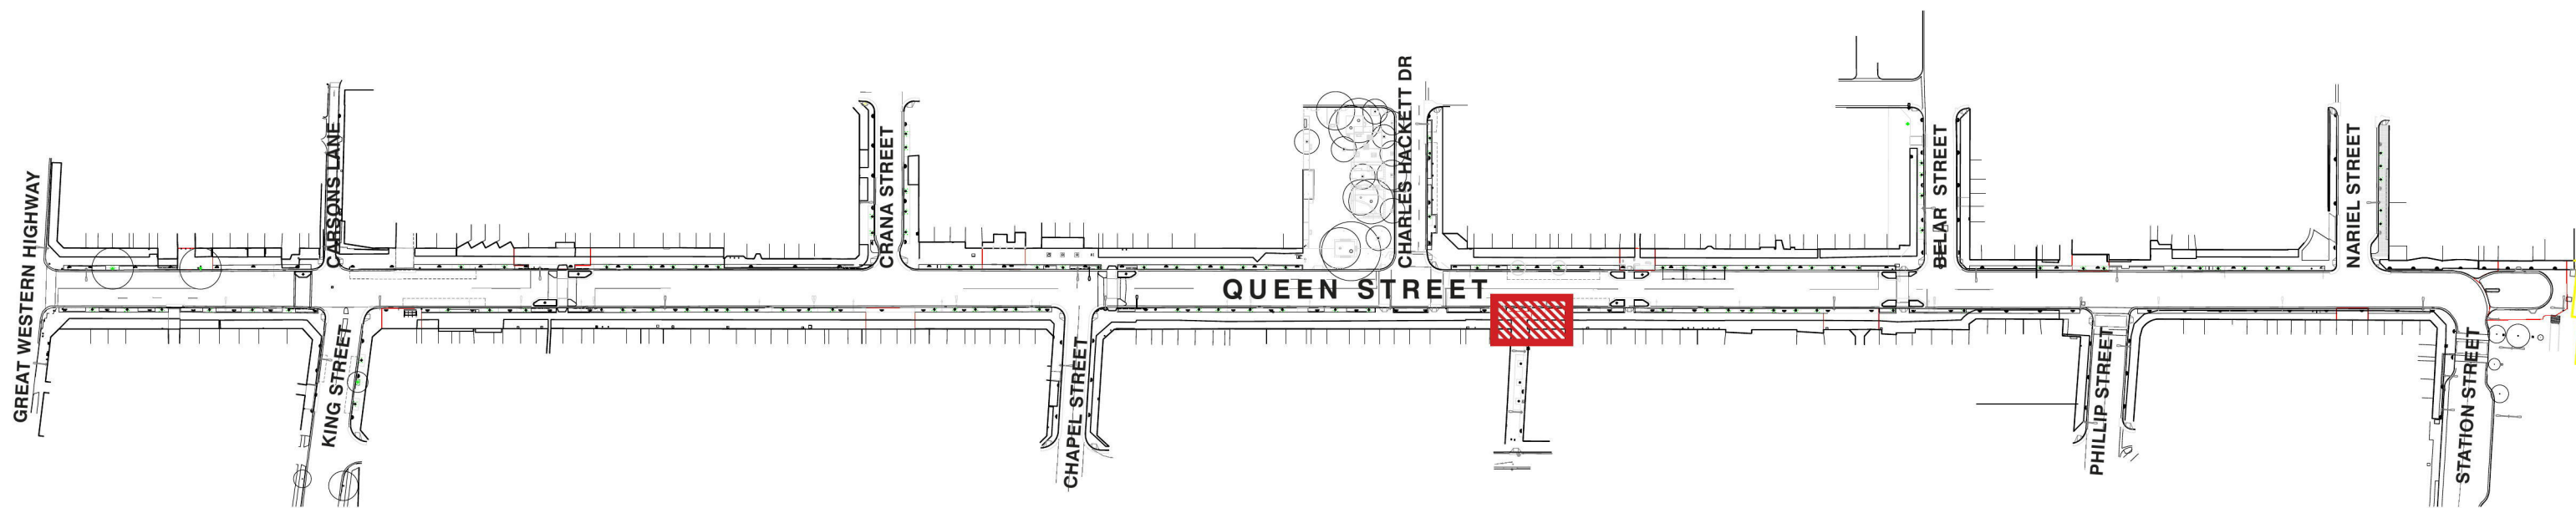 GREAT WESTERN HIGHWAY
CARSONS LANE
KING STREET
CRANA STREET
CHAPEL STREET
QUEEN STREET
CHARLES HACKETT DR
BELAR STREET
PHILLIP STREET
NARIEL STREET
STATION STREET